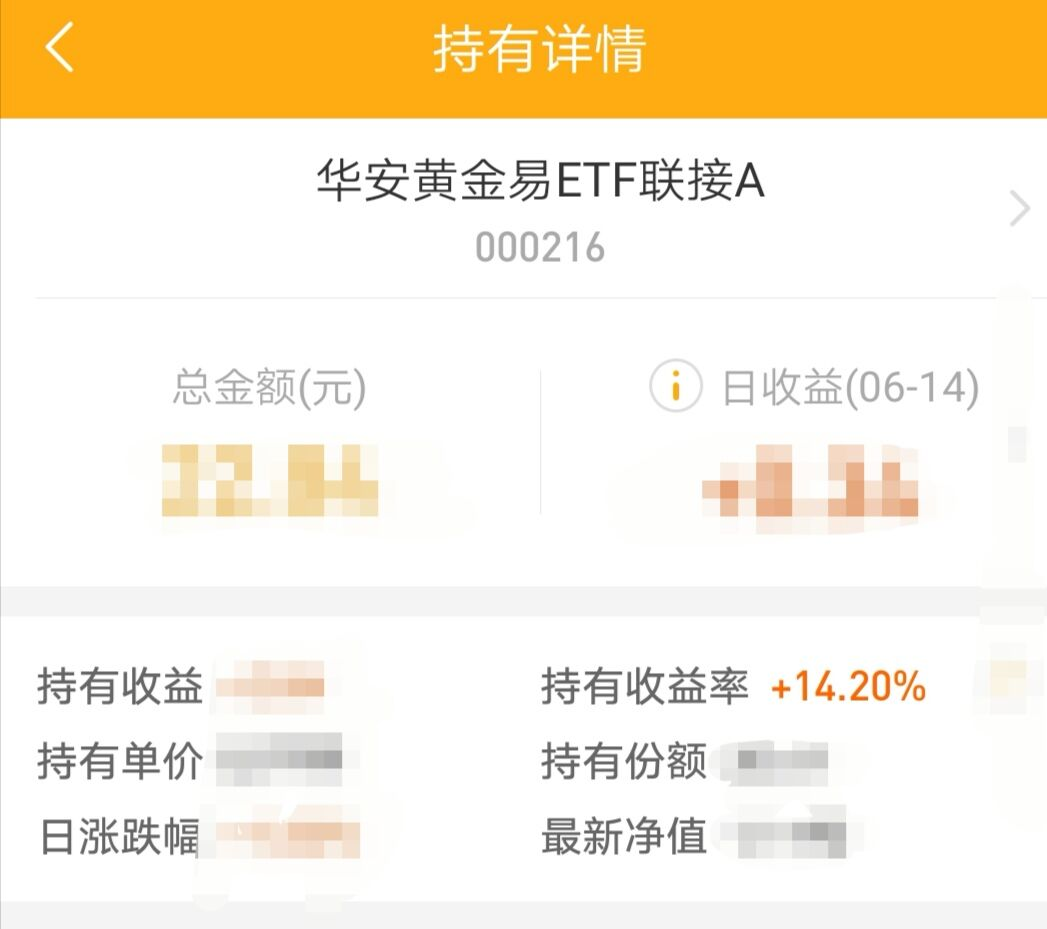 持有详情
华安黄金易ETF联接A
000216
总金额(元)
日收益(06-14)
持有收益
持有收益率 +14.20%
持有单价
持有份额
日涨跌幅
最新净值